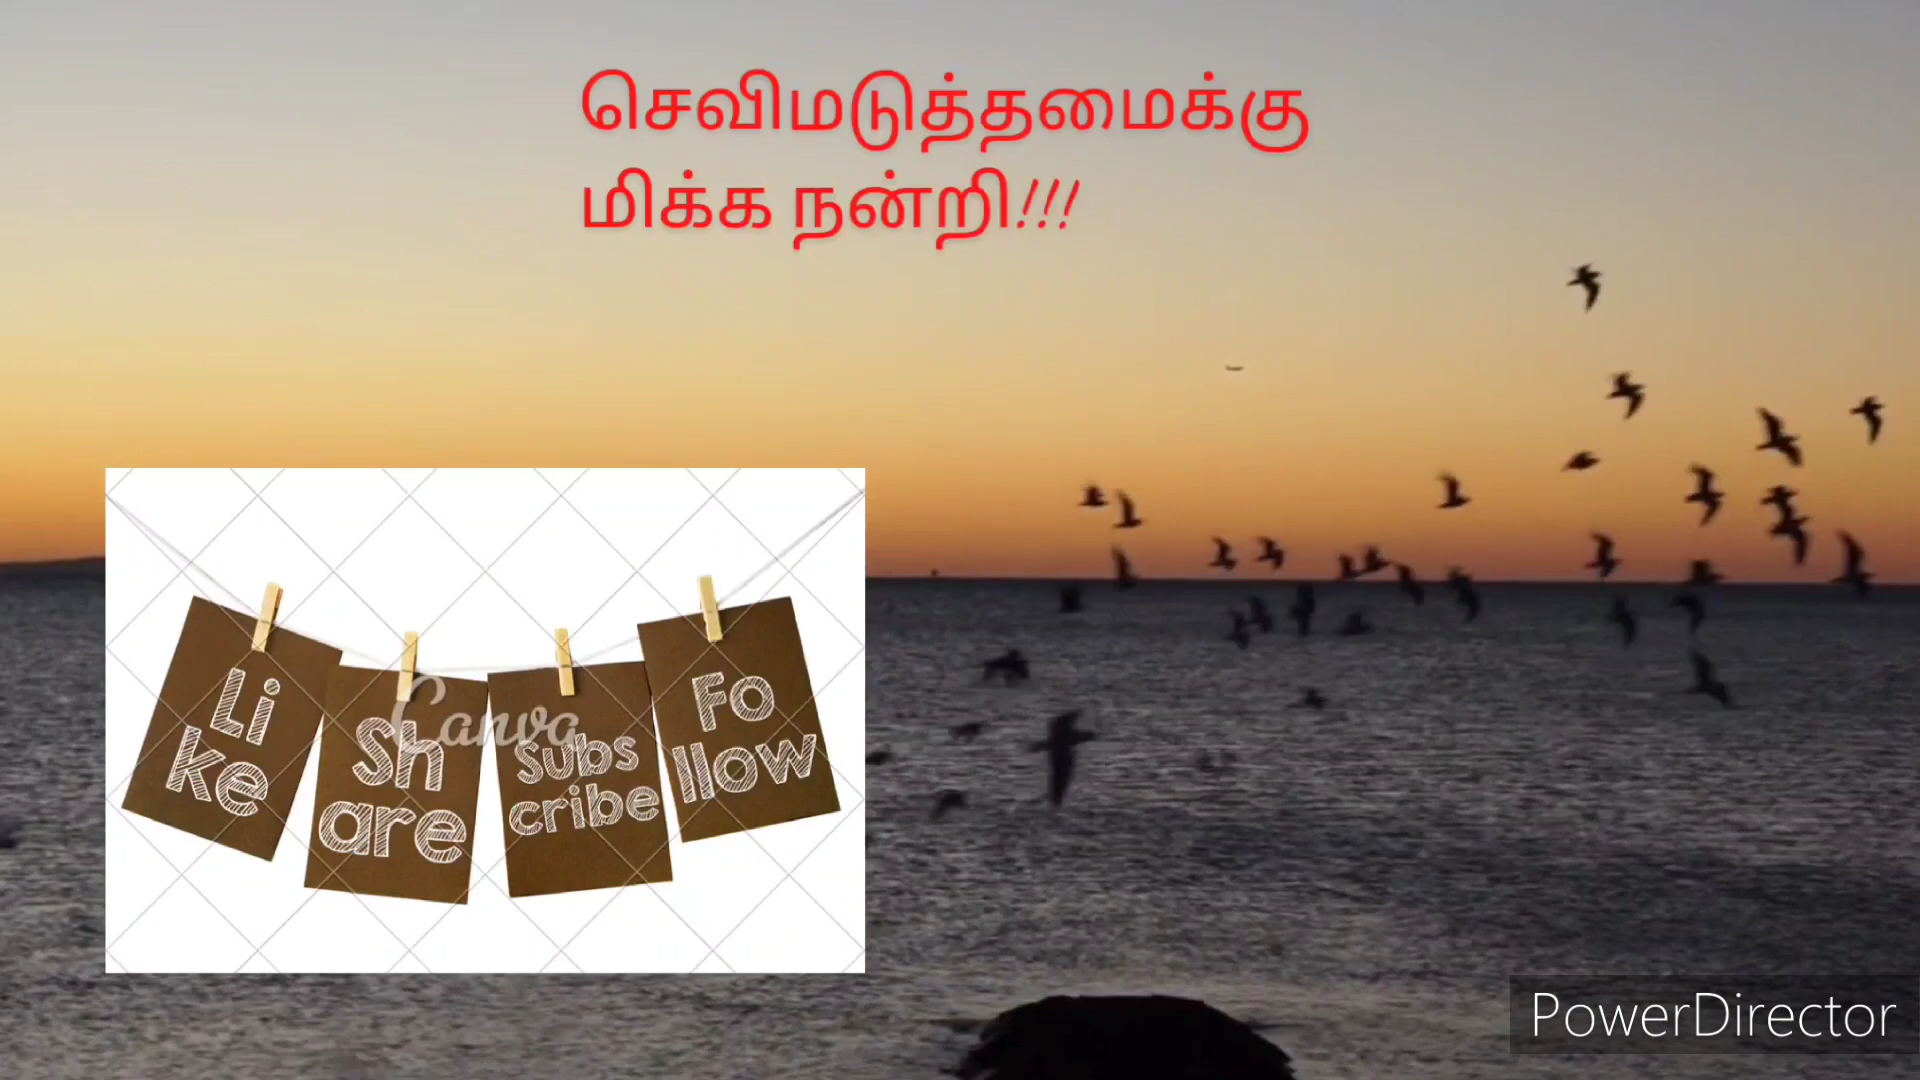 செவிமடுத்தமைக்கு
மிக்க நன்றி!!!
Li
ke
Sh
are
Subs
cribe
Fo
llow
Canva
PowerDirector